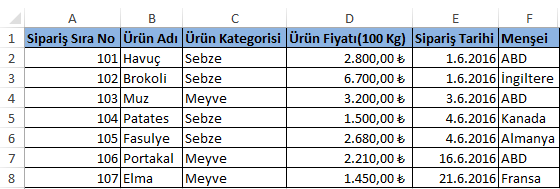 A B C D E F
1 Sipariş Sıra No Ürün Adı Ürün Kategorisi Ürün Fiyatı(100 Kg) Sipariş Tarihi Menşei
2 101 Havuç Sebze 2.800,00 ₺ 1.6.2016 ABD
3 102 Brokoli Sebze 6.700,00 ₺ 1.6.2016 İngiltere
4 103 Muz Meyve 3.200,00 ₺ 3.6.2016 ABD
5 104 Patates Sebze 1.500,00 ₺ 4.6.2016 Kanada
6 105 Fasulye Sebze 2.680,00 ₺ 4.6.2016 Almanya
7 106 Portakal Meyve 2.210,00 ₺ 16.6.2016 ABD
8 107 Elma Meyve 1.450,00 ₺ 21.6.2016 Fransa